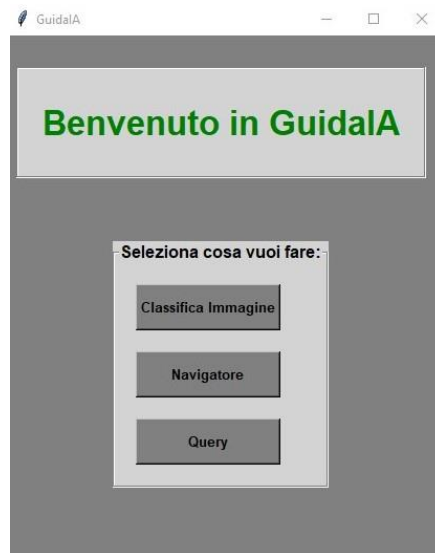 GuidaIA
Benvenuto in GuidaIA
Seleziona cosa vuoi fare:
Classifica Immagine
Navigatore
Query